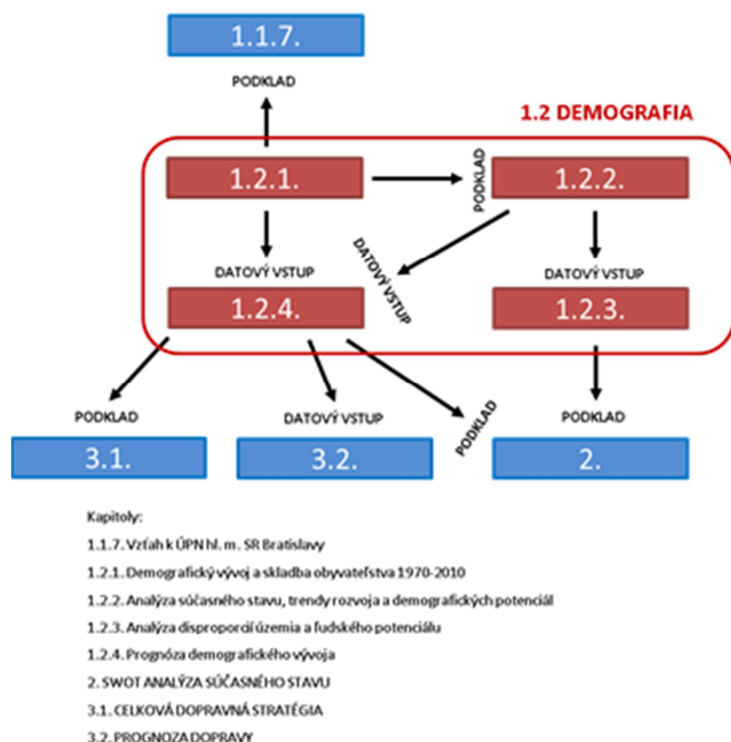 1.1.7.
PODKLAD
1.2 DEMOGRAFIA
1.2.1.
PODKLAD
1.2.2.
DATOVÝ VSTUP
DATOVÝ VSTUP
DATOVÝ VSTUP
1.2.4.
1.2.3.
PODKLAD
DATOVÝ VSTUP
PODKLAD
PODKLAD
3.1.
3.2.
2.
Kapitoly:
1.1.7. Vzťah k ÚPN hl. m. SR Bratislavy
1.2.1. Demografický vývoj a skladba obyvateľstva 1970-2010
1.2.2. Analýza súčasného stavu, trendy rozvoja a demografických potenciál
1.2.3. Analýza disproporcií územia a ľudského potenciálu
1.2.4. Prognóza demografického vývoja
2. SWOT ANALÝZA SÚČASNÉHO STAVU
3.1. CELKOVÁ DOPRAVNÁ STRATÉGIA
3.2. PROGNOZA DOPRAVY